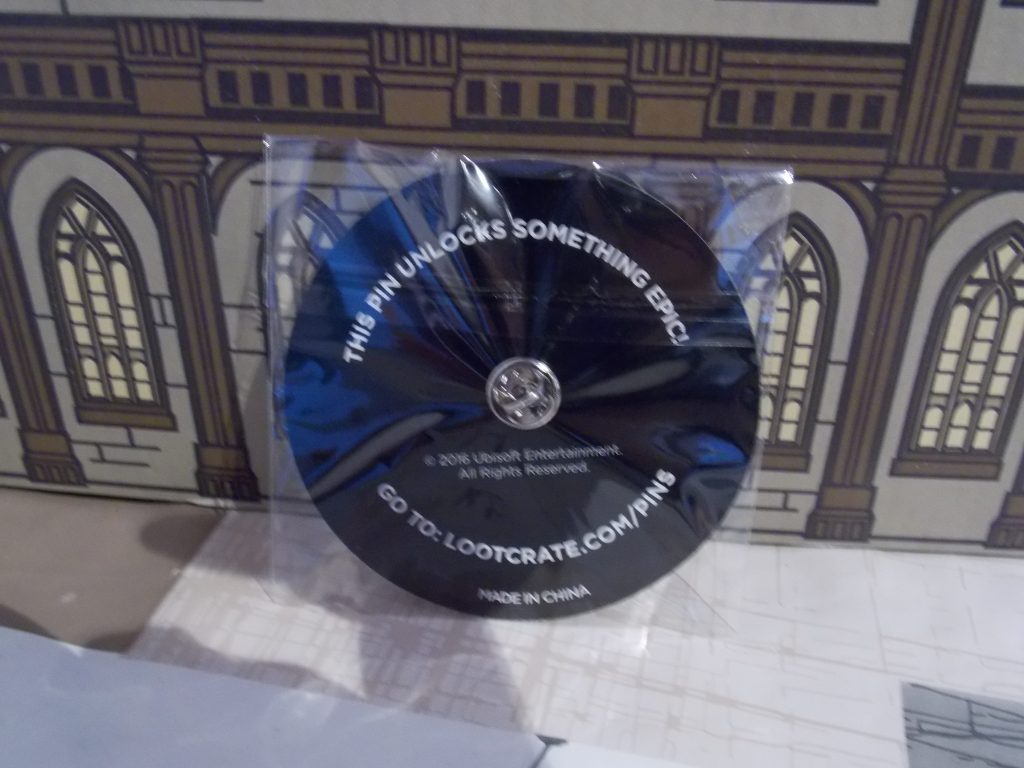 THIS PIN UNLOCKS SOMETHING EPIC!
© 2016 Ubisoft Entertainment.
All Rights Reserved.
GO TO: LOOTCRATE.COM/PINS
MADE IN CHINA